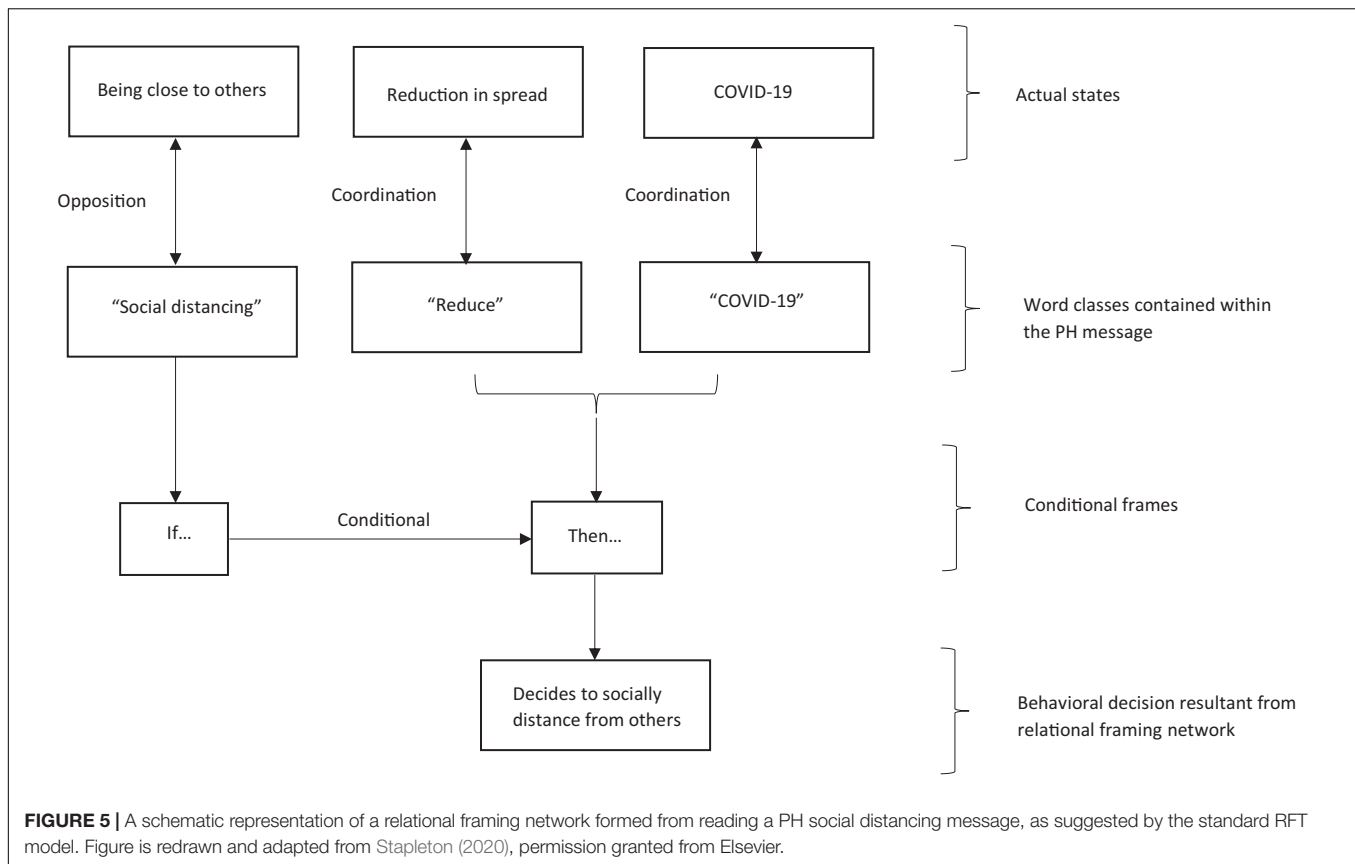 Being close to others
Reduction in spread
COVID-19
Actual states
Opposition
Coordination
Coordination
“Social distancing”
“Reduce”
“COVID-19”
Word classes contained within
the PH message
If...
Conditional
Then...
Conditional frames
Decides to socially
distance from others
Behavioral decision resultant from
relational framing network
FIGURE 5 | A schematic representation of a relational framing network formed from reading a PH social distancing message, as suggested by the standard RFT
model. Figure is redrawn and adapted from Stapleton (2020), permission granted from Elsevier.